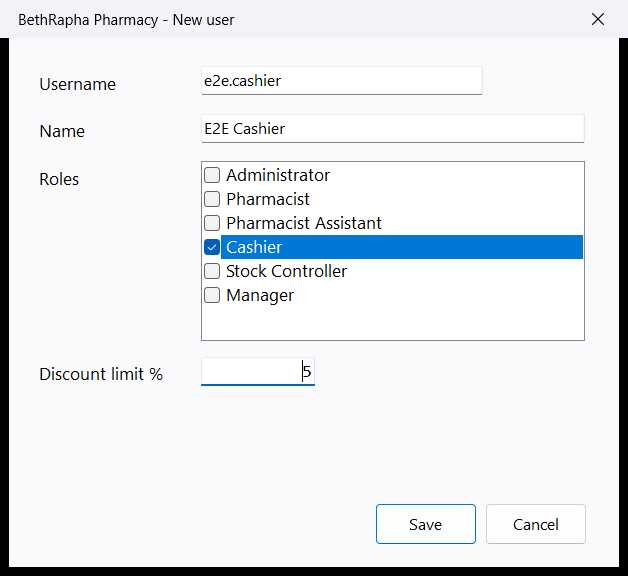 BethRapha Pharmacy - New user
Username
e2e.cashier
Name
E2E Cashier
Roles
Administrator
Pharmacist
Pharmacist Assistant
Cashier
Stock Controller
Manager
Discount limit %
5
Save
Cancel